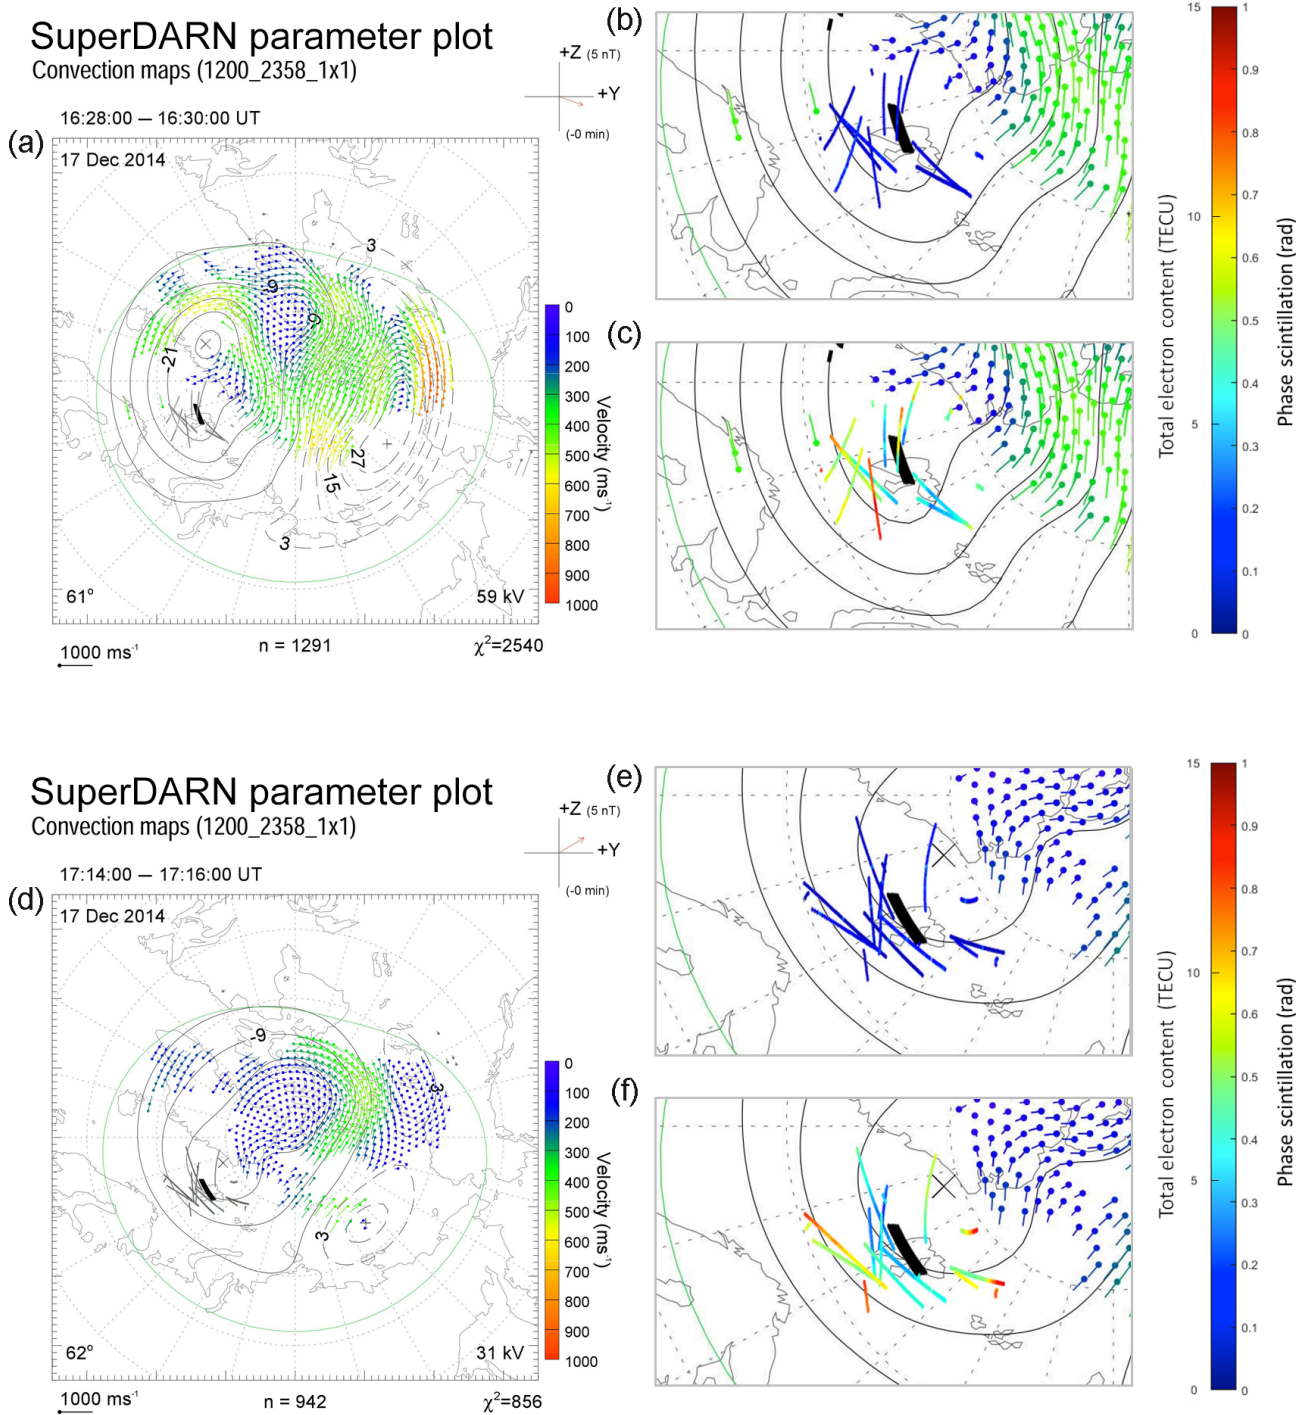 SuperDARN parameter plot
Convection maps (1200_2358_1x1)
+Z (5 nT)
+Y
(-0 min)
16:28:00 — 16:30:00 UT
(a)
17 Dec 2014
3
-9
-9
-21
27
15
3
61°
59 kV
1000 ms-1
n = 1291
χ2=2540
0
100
200
300
400
500
600
700
800
900
1000
Velocity (ms-1)
(b)
(c)
15
10
5
0
Total electron content (TECU)
1
0.9
0.8
0.7
0.6
0.5
0.4
0.3
0.2
0.1
0
Phase scintillation (rad)
SuperDARN parameter plot
Convection maps (1200_2358_1x1)
+Z (5 nT)
+Y
(-0 min)
17:14:00 — 17:16:00 UT
(d)
17 Dec 2014
-9
3
3
62°
31 kV
1000 ms-1
n = 942
χ2=856
0
100
200
300
400
500
600
700
800
900
1000
Velocity (ms-1)
(e)
(f)
15
10
5
0
Total electron content (TECU)
1
0.9
0.8
0.7
0.6
0.5
0.4
0.3
0.2
0.1
0
Phase scintillation (rad)